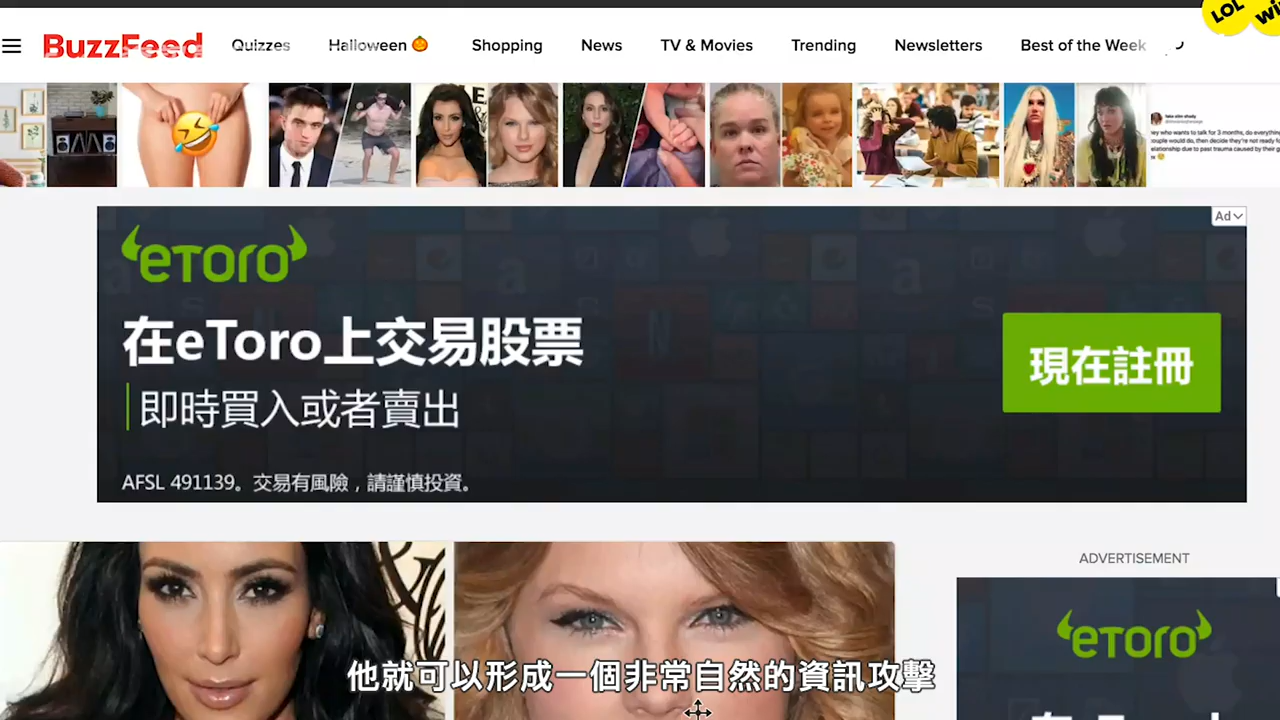 LOL
BuzzFeed
Quizzes
Halloween
Shopping
News
TV & Movies
Trending
Newsletters
Best of the Week
Ad
eToro
在eToro上交易股票
即時買入或者賣出
現在註冊
AFSL 491139。交易有風險，請謹慎投資。
ADVERTISEMENT
eToro
他就可以形成一個非常自然的資訊攻擊